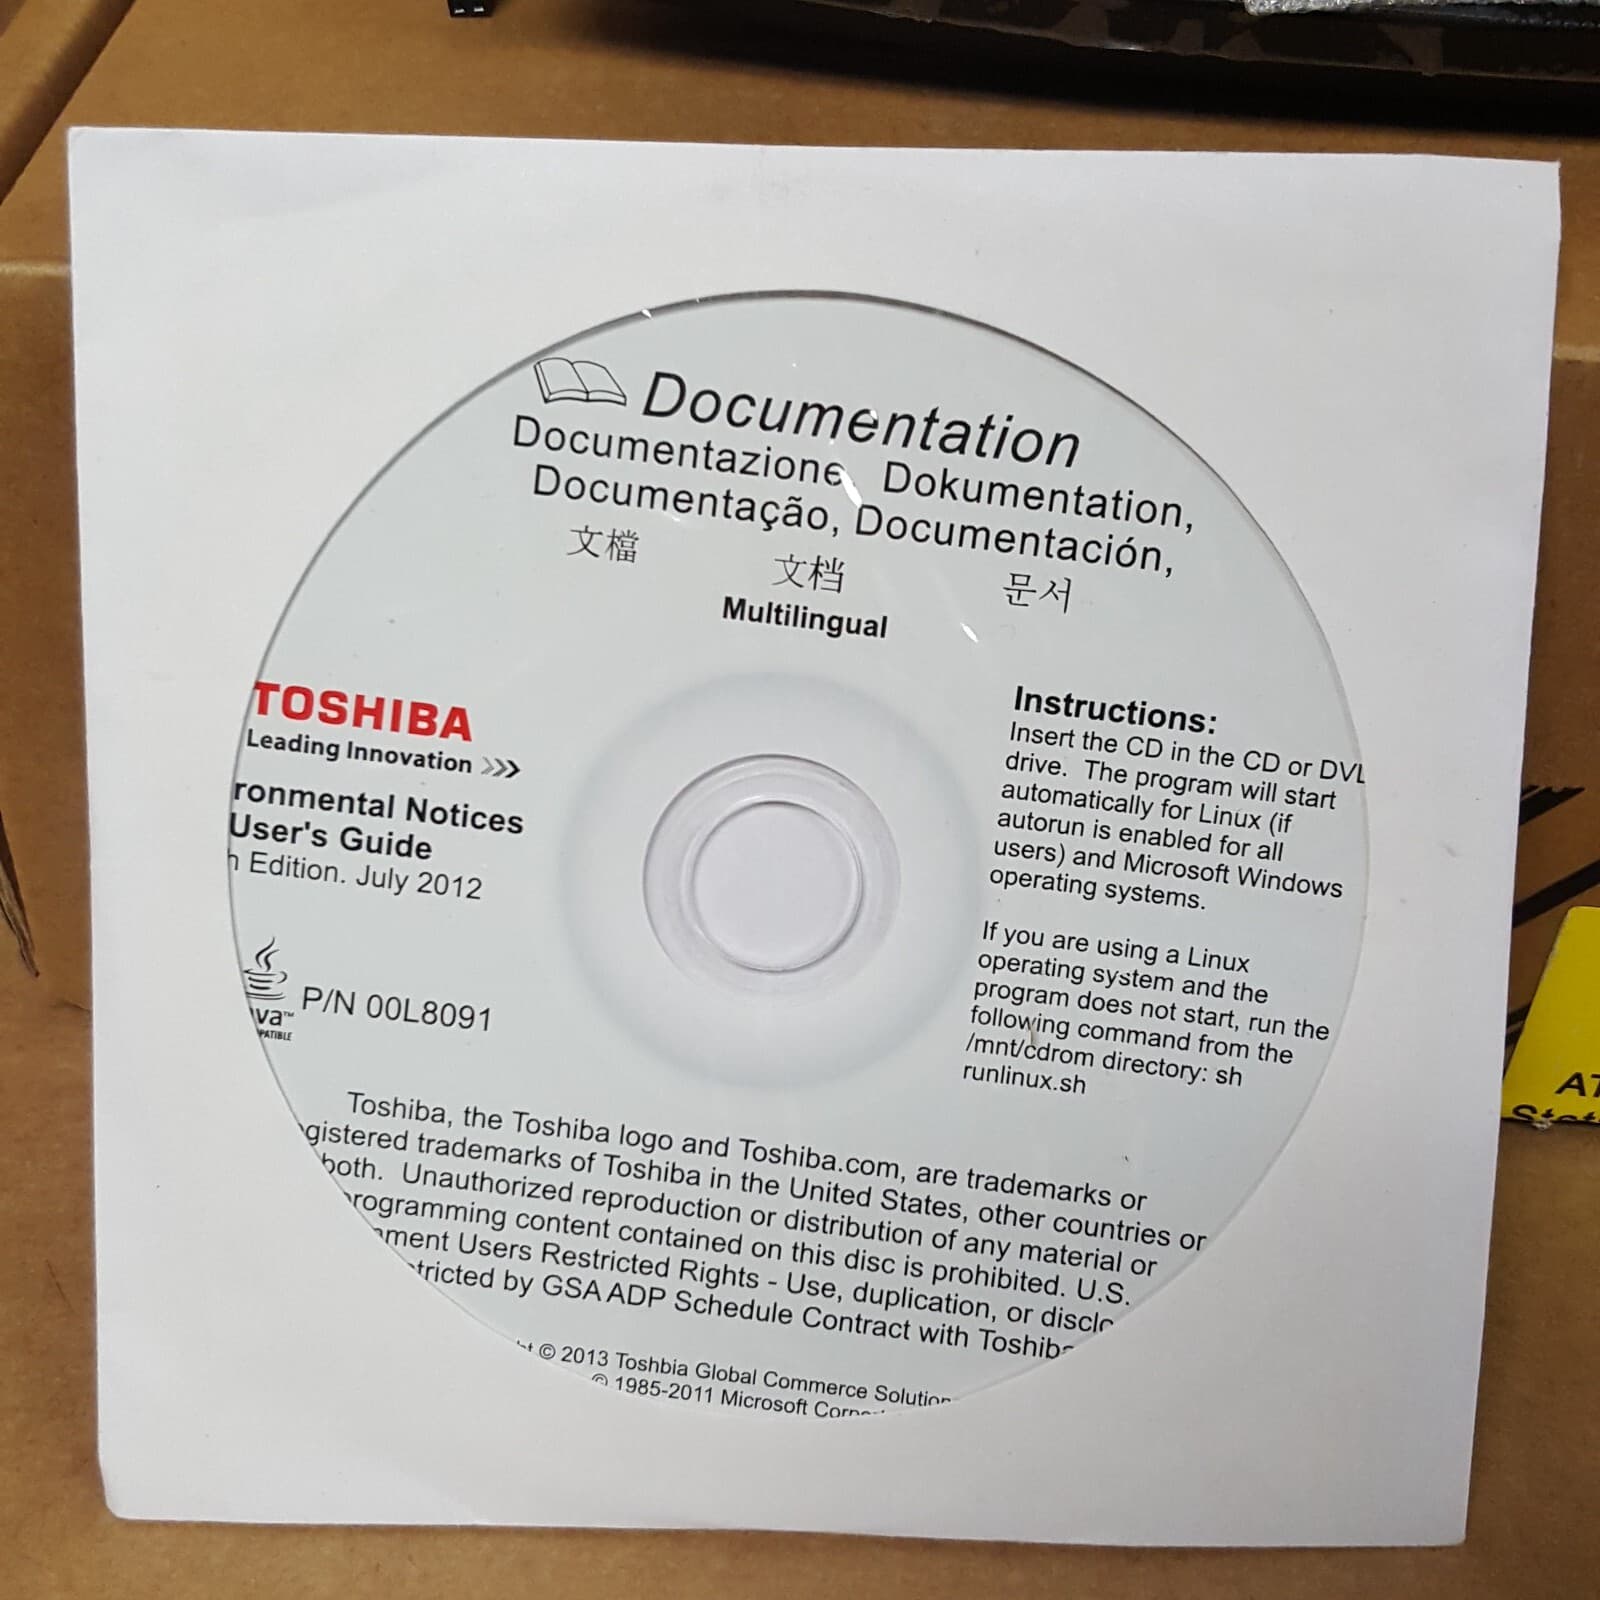 Documentation
Documentazione, Dokumentation,
Documentação, Documentación,
文檔 文档 문서
Multilingual
TOSHIBA
Leading Innovation >>>
ronmental Notices
User's Guide
Edition. July 2012
P/N 00L8091
Instructions:
Insert the CD in the CD or DVD
drive. The program will start
automatically for Linux (if
autorun is enabled for all
users) and Microsoft Windows
operating systems.
If you are using a Linux
operating system and the
program does not start, run the
following command from the
/mnt/cdrom directory: sh
runlinux.sh
Toshiba, the Toshiba logo and Toshiba.com, are trademarks or
gistered trademarks of Toshiba in the United States, other countries or
both. Unauthorized reproduction or distribution of any material or
rogramming content contained on this disc is prohibited. U.S.
ment Users Restricted Rights - Use, duplication, or disclo
tricted by GSA ADP Schedule Contract with Toshiba
© 2013 Toshbia Global Commerce Solution
© 1985-2011 Microsoft